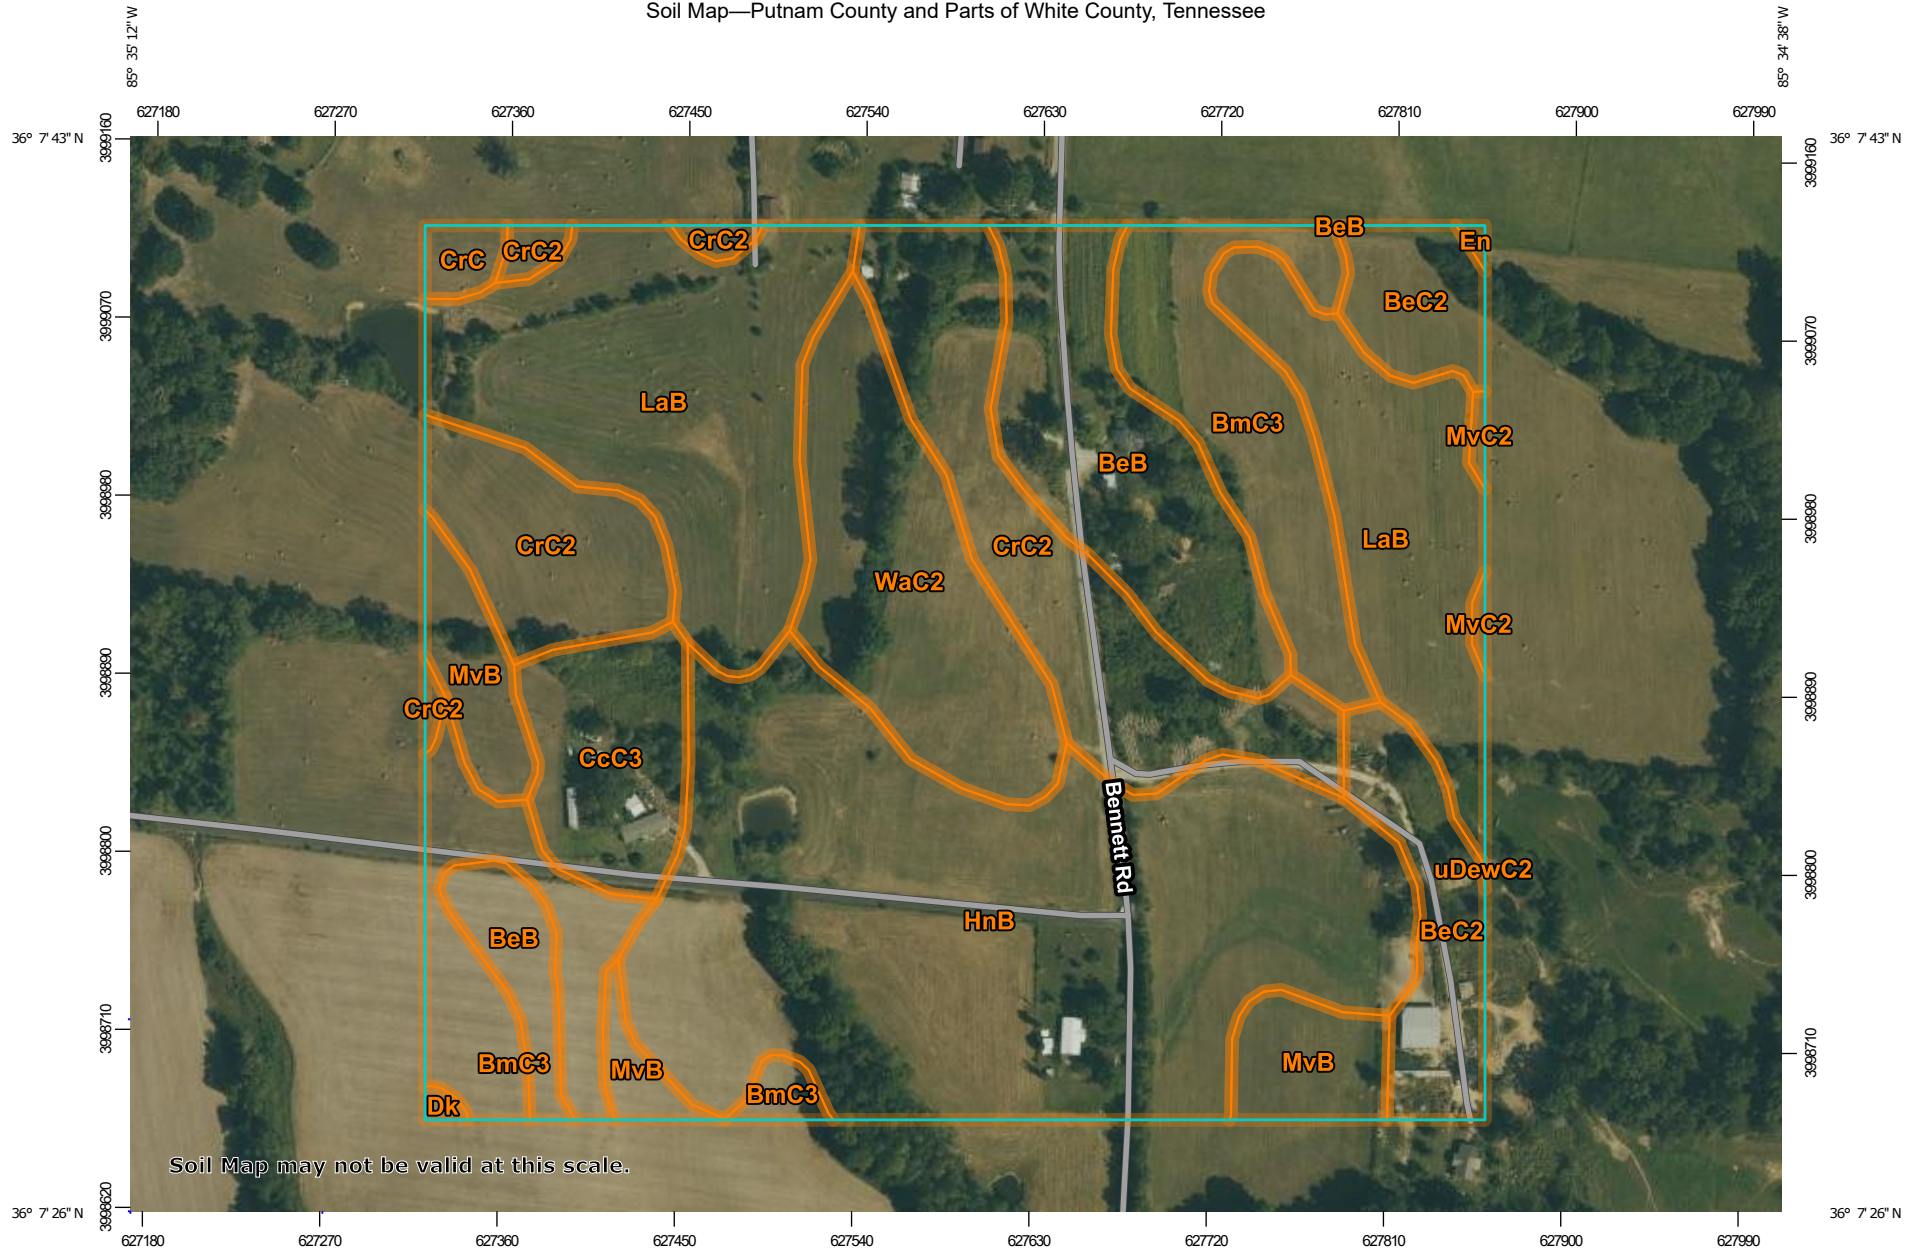 Soil Map—Putnam County and Parts of White County, Tennessee
85° 35' 12" W
85° 34' 38" W
627180 627270 627360 627450 627540 627630 627720 627810 627900 627990
36° 7' 43" N
36° 7' 43" N
3999160
3999160
BeB
CrC2
En
CrC2
CrC
BeC2
3999070
3999070
LaB
BmC3
MvC2
BeB
3998980
3998980
LaB
CrC2
CrC2
WaC2
MvC2
MvB
3998890
3998890
CrC2
CcC3
Bennett Rd
3998800
3998800
uDewC2
HnB
BeC2
BeB
3998710
3998710
BmC3
MvB
MvB
BmC3
Dk
Soil Map may not be valid at this scale.
3998620
36° 7' 26" N
36° 7' 26" N
627180 627270 627360 627450 627540 627630 627720 627810 627900 627990